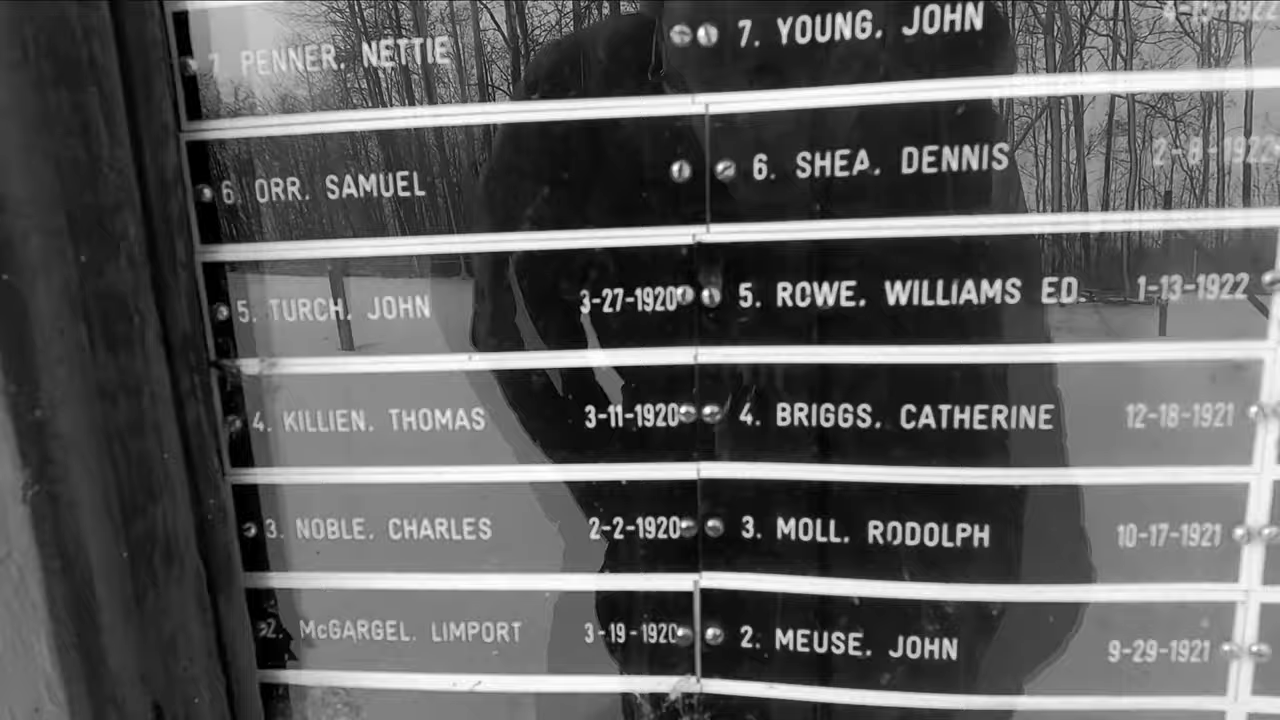 7 PENNER, NETTIE
6. ORR, SAMUEL
5. TURCH, JOHN 3-27-1920
4. KILLIEN, THOMAS 3-11-1920
3. NOBLE, CHARLES 2-2-1920
2. McGARGEL, LIMPORT 3-19-1920
7. YOUNG, JOHN
6. SHEA, DENNIS 2-8-1922
5. ROWE, WILLIAMS ED. 1-13-1922
4. BRIGGS, CATHERINE 12-18-1921
3. MOLL, RODOLPH 10-17-1921
2. MEUSE, JOHN 9-29-1921